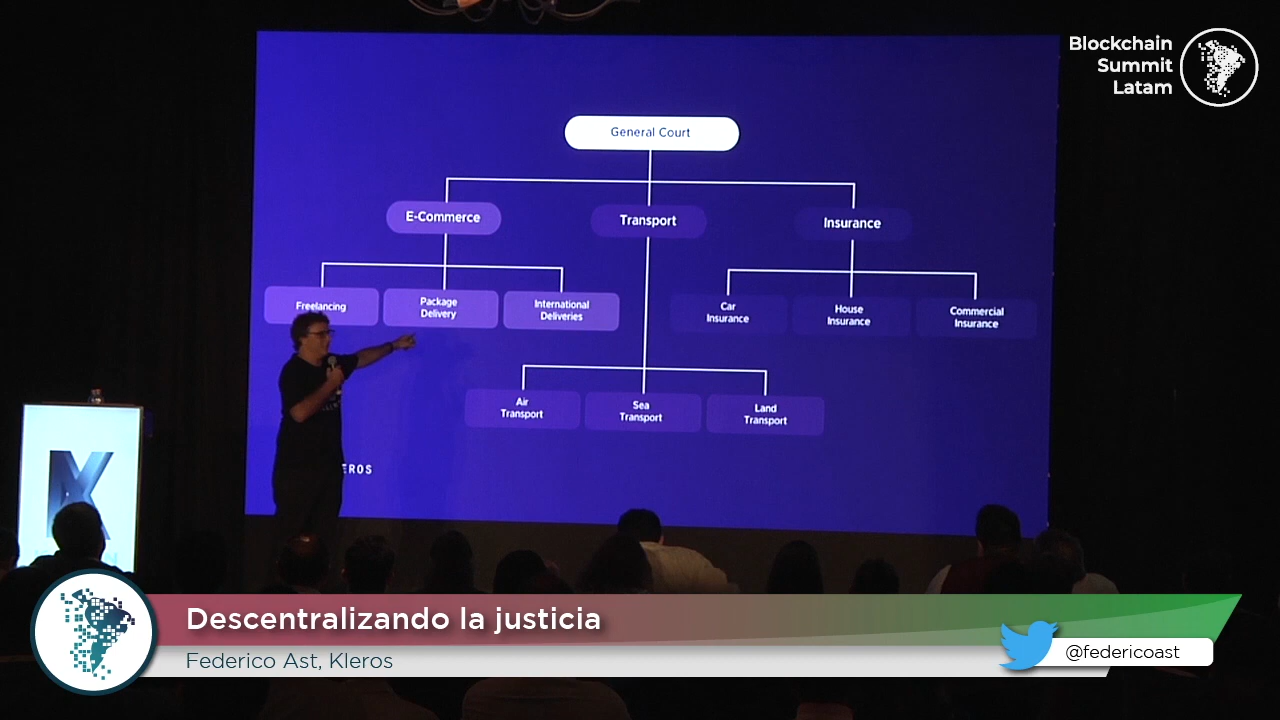 Blockchain
Summit
Latam
General Court
E-Commerce
Transport
Insurance
Freelancing
Package
Delivery
International
Deliveries
Car
Insurance
House
Insurance
Commercial
Insurance
Air
Transport
Sea
Transport
Land
Transport
EROS
Descentralizando la justicia
Federico Ast, Kleros
@federicoast